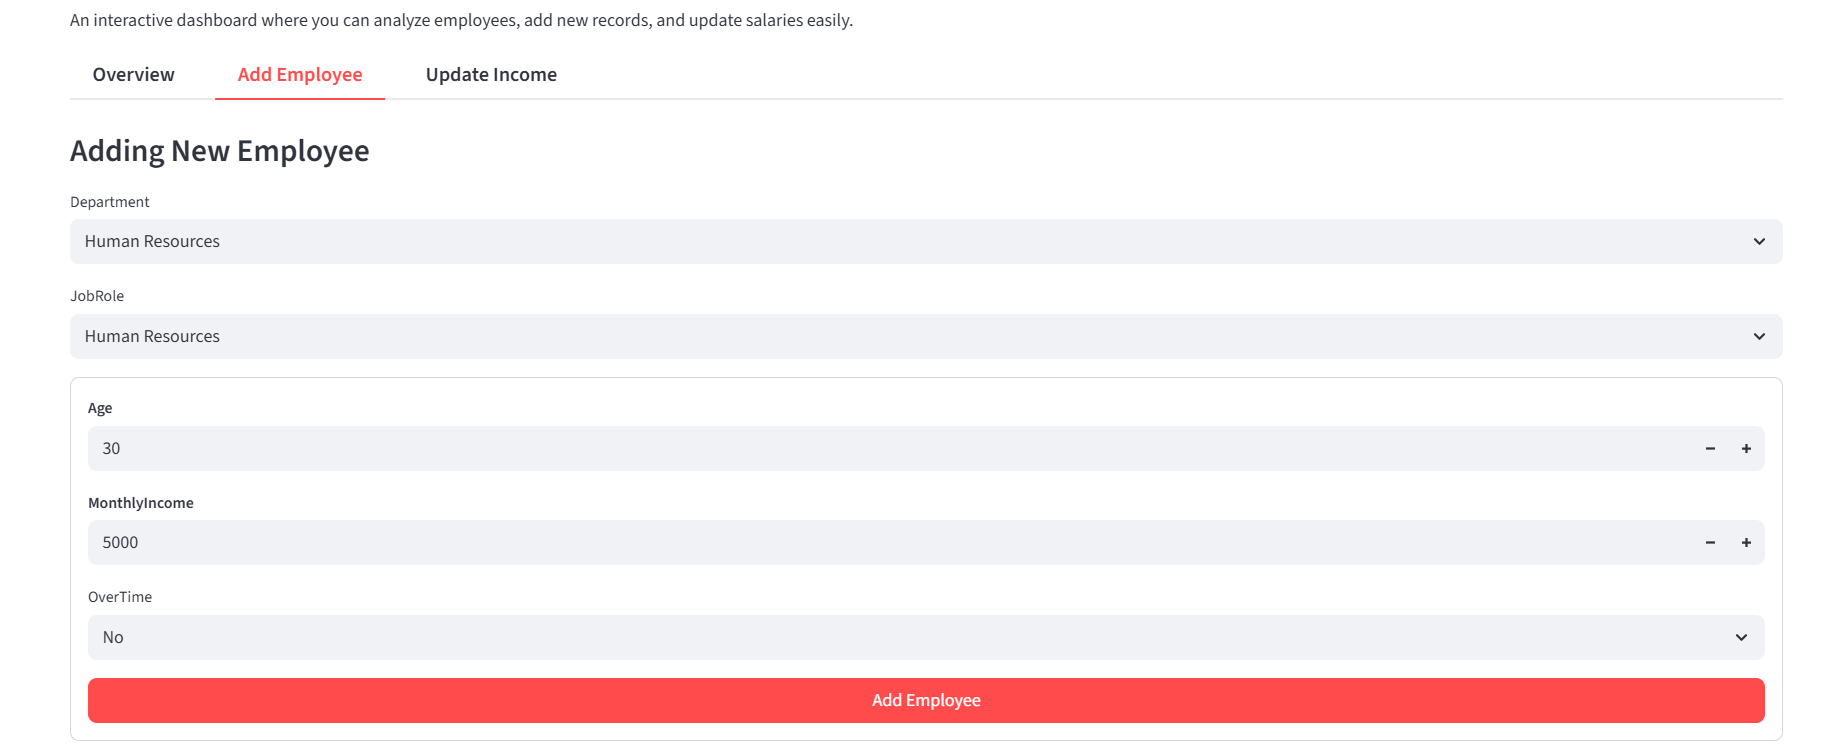 An interactive dashboard where you can analyze employees, add new records, and update salaries easily.
Overview Add Employee Update Income
Adding New Employee
Department
Human Resources
JobRole
Human Resources
Age
30
MonthlyIncome
5000
OverTime
No
Add Employee